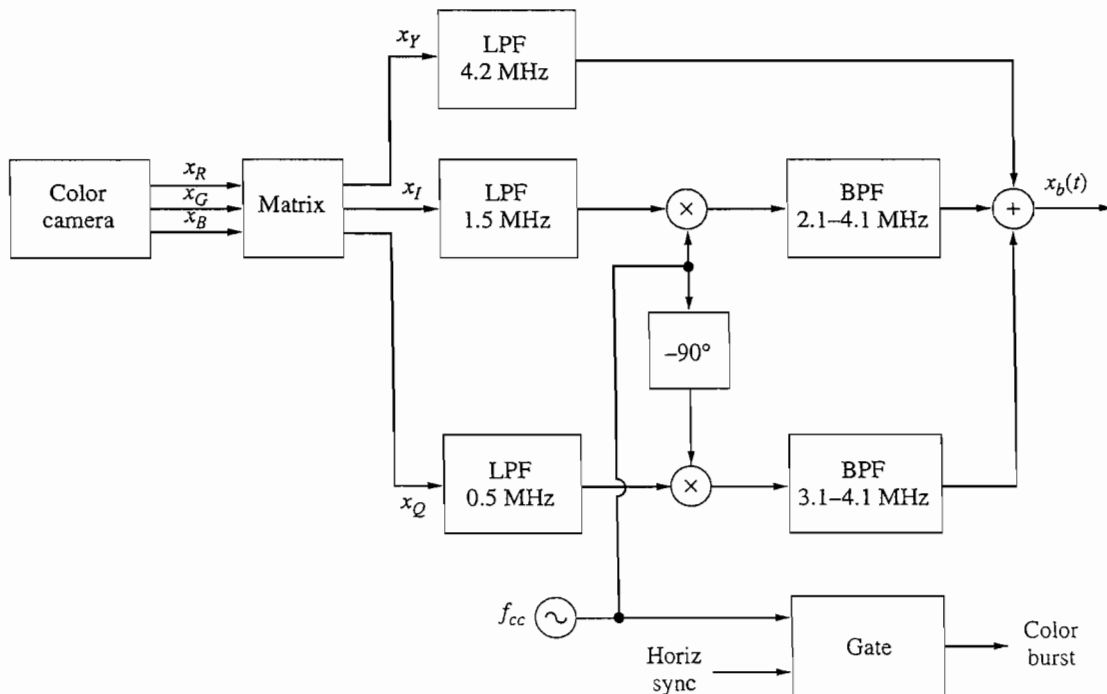 x_Y
LPF
4.2 MHz
Color
camera
x_R
x_G
x_B
Matrix
x_I
LPF
1.5 MHz
×
BPF
2.1–4.1 MHz
+
x_b(t)
–90°
x_Q
LPF
0.5 MHz
×
BPF
3.1–4.1 MHz
f_cc
~
Horiz
sync
Gate
Color
burst